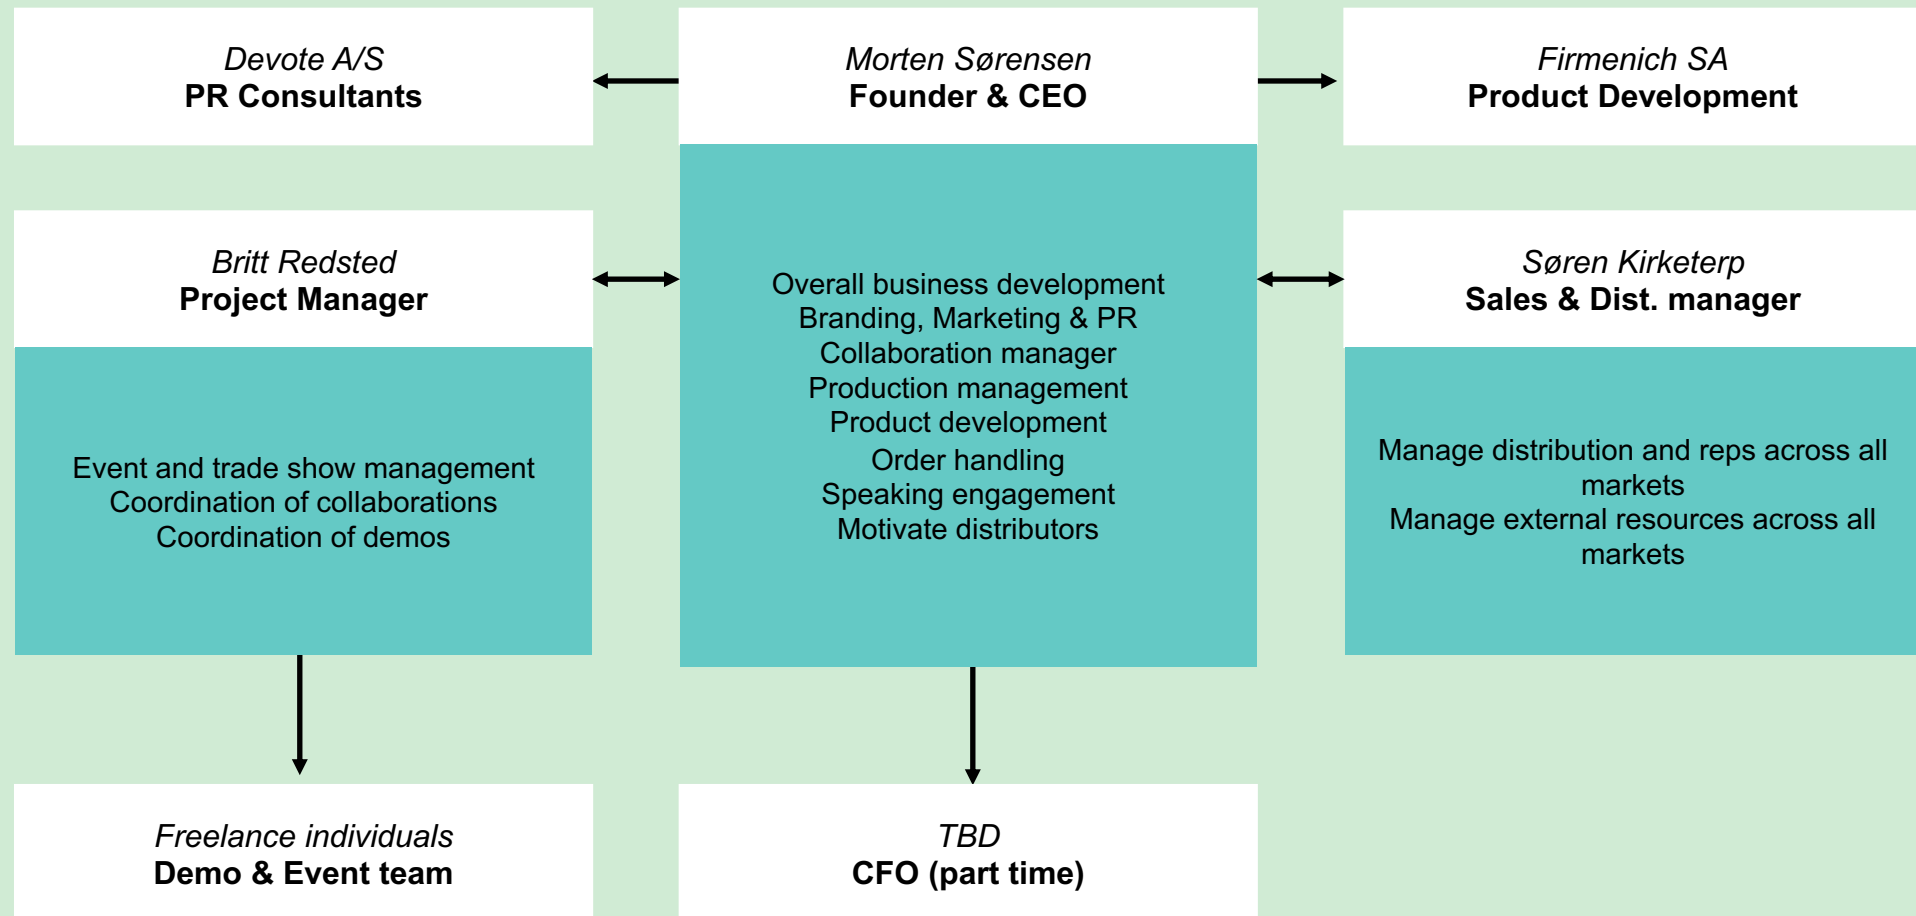 Devote A/S
PR Consultants
Morten Sørensen
Founder & CEO
Firmenich SA
Product Development
Britt Redsted
Project Manager
Overall business development
Branding, Marketing & PR
Collaboration manager
Production management
Product development
Order handling
Speaking engagement
Motivate distributors
Søren Kirketerp
Sales & Dist. manager
Event and trade show management
Coordination of collaborations
Coordination of demos
Manage distribution and reps across all
markets
Manage external resources across all
markets
Freelance individuals
Demo & Event team
TBD
CFO (part time)